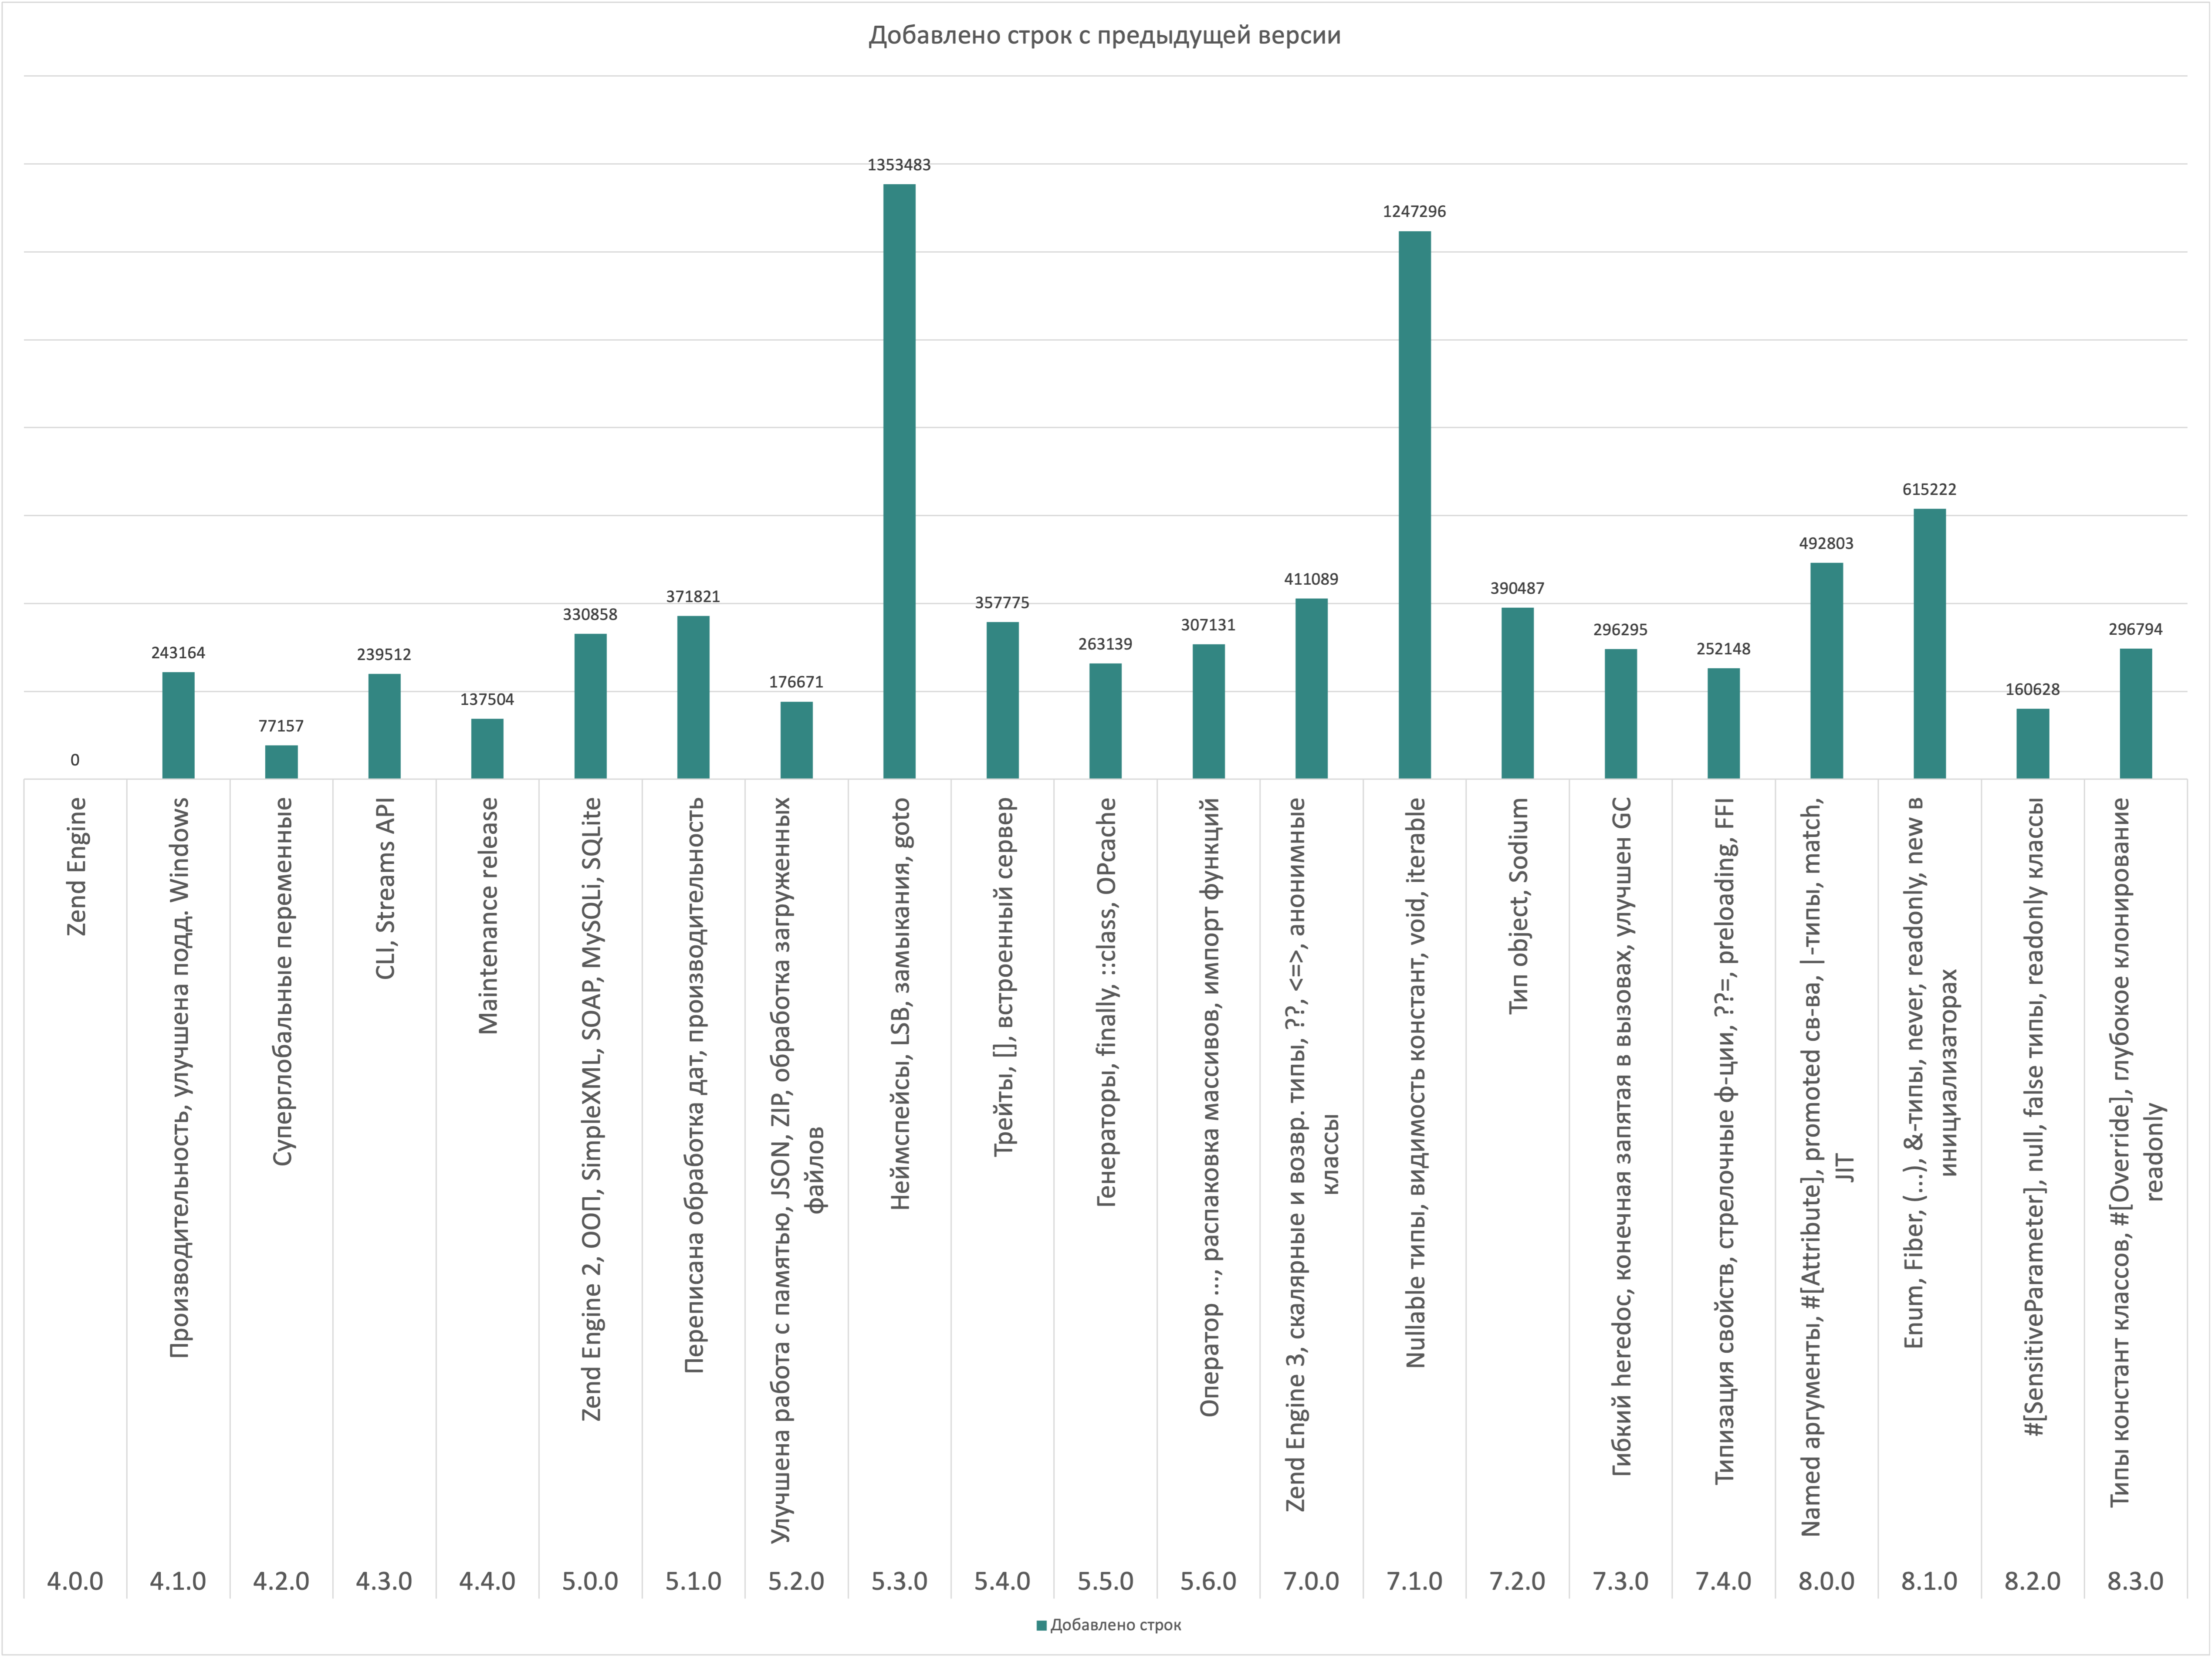 Добавлено строк с предыдущей версии
1353483
1247296
615222
492803
411089
390487
371821
357775
330858
307131
296295
296794
263139
252148
243164
239512
176671
160628
137504
77157
0
Zend Engine
Производительность, улучшена подд. Windows
Суперглобальные переменные
CLI, Streams API
Maintenance release
Zend Engine 2, ООП, SimpleXML, SOAP, MySQLi, SQLite
Переписана обработка дат, производительность
Улучшена работа с памятью, JSON, ZIP, обработка загруженных
файлов
Неймспейсы, LSB, замыкания, goto
Трейты, [], встроенный сервер
Генераторы, finally, ::class, OPcache
Оператор ..., распаковка массивов, импорт функций
Zend Engine 3, скалярные и возвр. типы, ??, <=>, анонимные
классы
Nullable типы, видимость констант, void, iterable
Тип object, Sodium
Гибкий heredoc, конечная запятая в вызовах, улучшен GC
Типизация свойств, стрелочные ф-ции, ??=, preloading, FFI
Named аргументы, #[Attribute], promoted св-ва, |-типы, match,
JIT
Enum, Fiber, (...), &-типы, never, readonly, new в
инициализаторах
#[SensitiveParameter], null, false типы, readonly классы
Типы констант классов, #[Override], глубокое клонирование
readonly
4.0.0
4.1.0
4.2.0
4.3.0
4.4.0
5.0.0
5.1.0
5.2.0
5.3.0
5.4.0
5.5.0
5.6.0
7.0.0
7.1.0
7.2.0
7.3.0
7.4.0
8.0.0
8.1.0
8.2.0
8.3.0
Добавлено строк